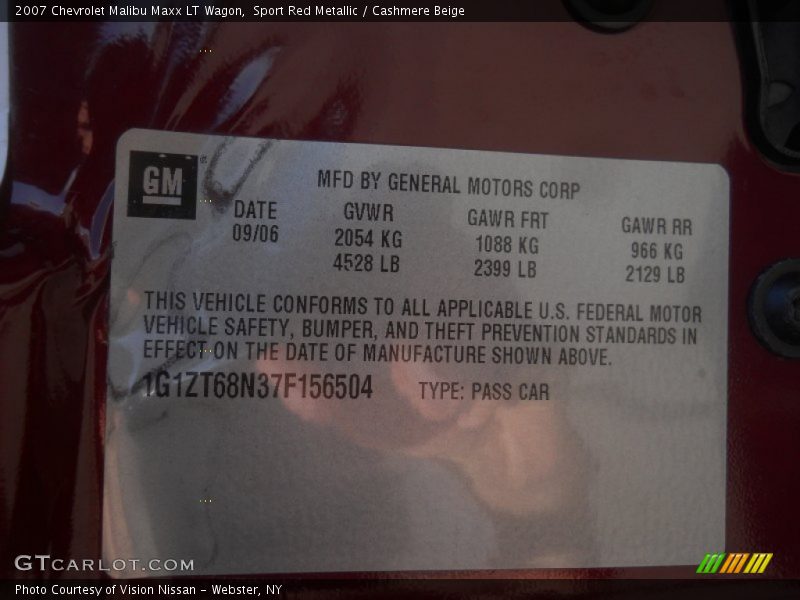 2007 Chevrolet Malibu Maxx LT Wagon, Sport Red Metallic / Cashmere Beige
GM®
MFD BY GENERAL MOTORS CORP
DATE GVWR GAWR FRT GAWR RR
09/06 2054 KG 1088 KG 966 KG
4528 LB 2399 LB 2129 LB
THIS VEHICLE CONFORMS TO ALL APPLICABLE U.S. FEDERAL MOTOR
VEHICLE SAFETY, BUMPER, AND THEFT PREVENTION STANDARDS IN
EFFECT ON THE DATE OF MANUFACTURE SHOWN ABOVE.
1G1ZT68N37F156504 TYPE: PASS CAR
GTCARLOT.COM
Photo Courtesy of Vision Nissan - Webster, NY